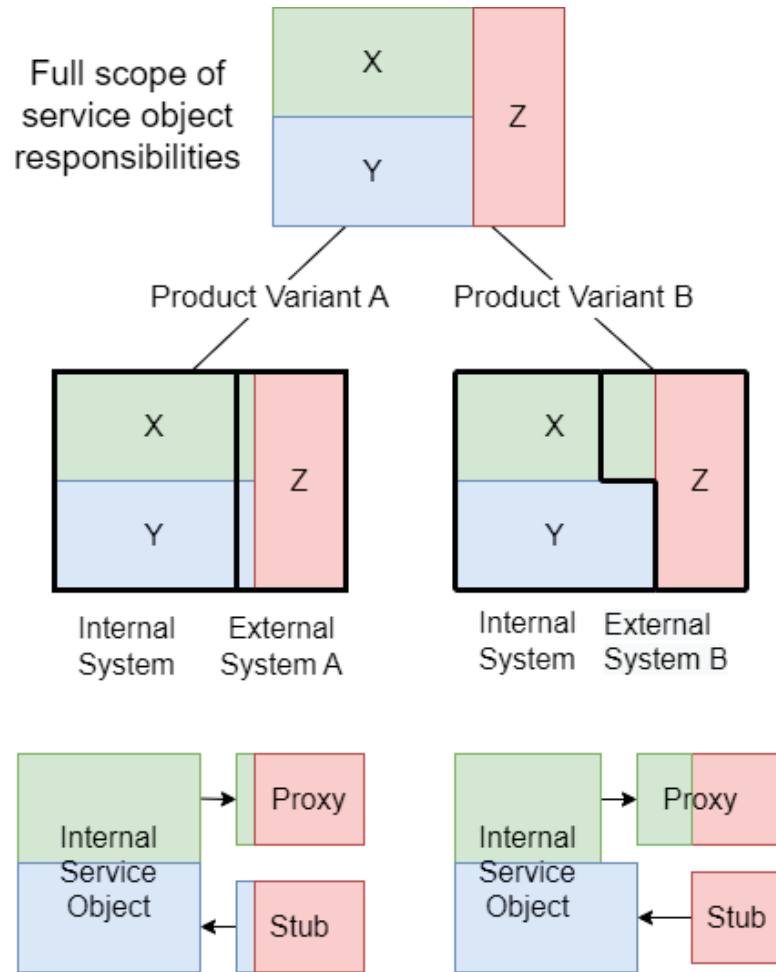 Full scope of
service object
responsibilities
X
Y
Z
Product Variant A
Product Variant B
X
Y
Z
Internal
System
External
System A
X
Y
Z
Internal
System
External
System B
Internal
Service
Object
Proxy
Stub
Internal
Service
Object
Proxy
Stub